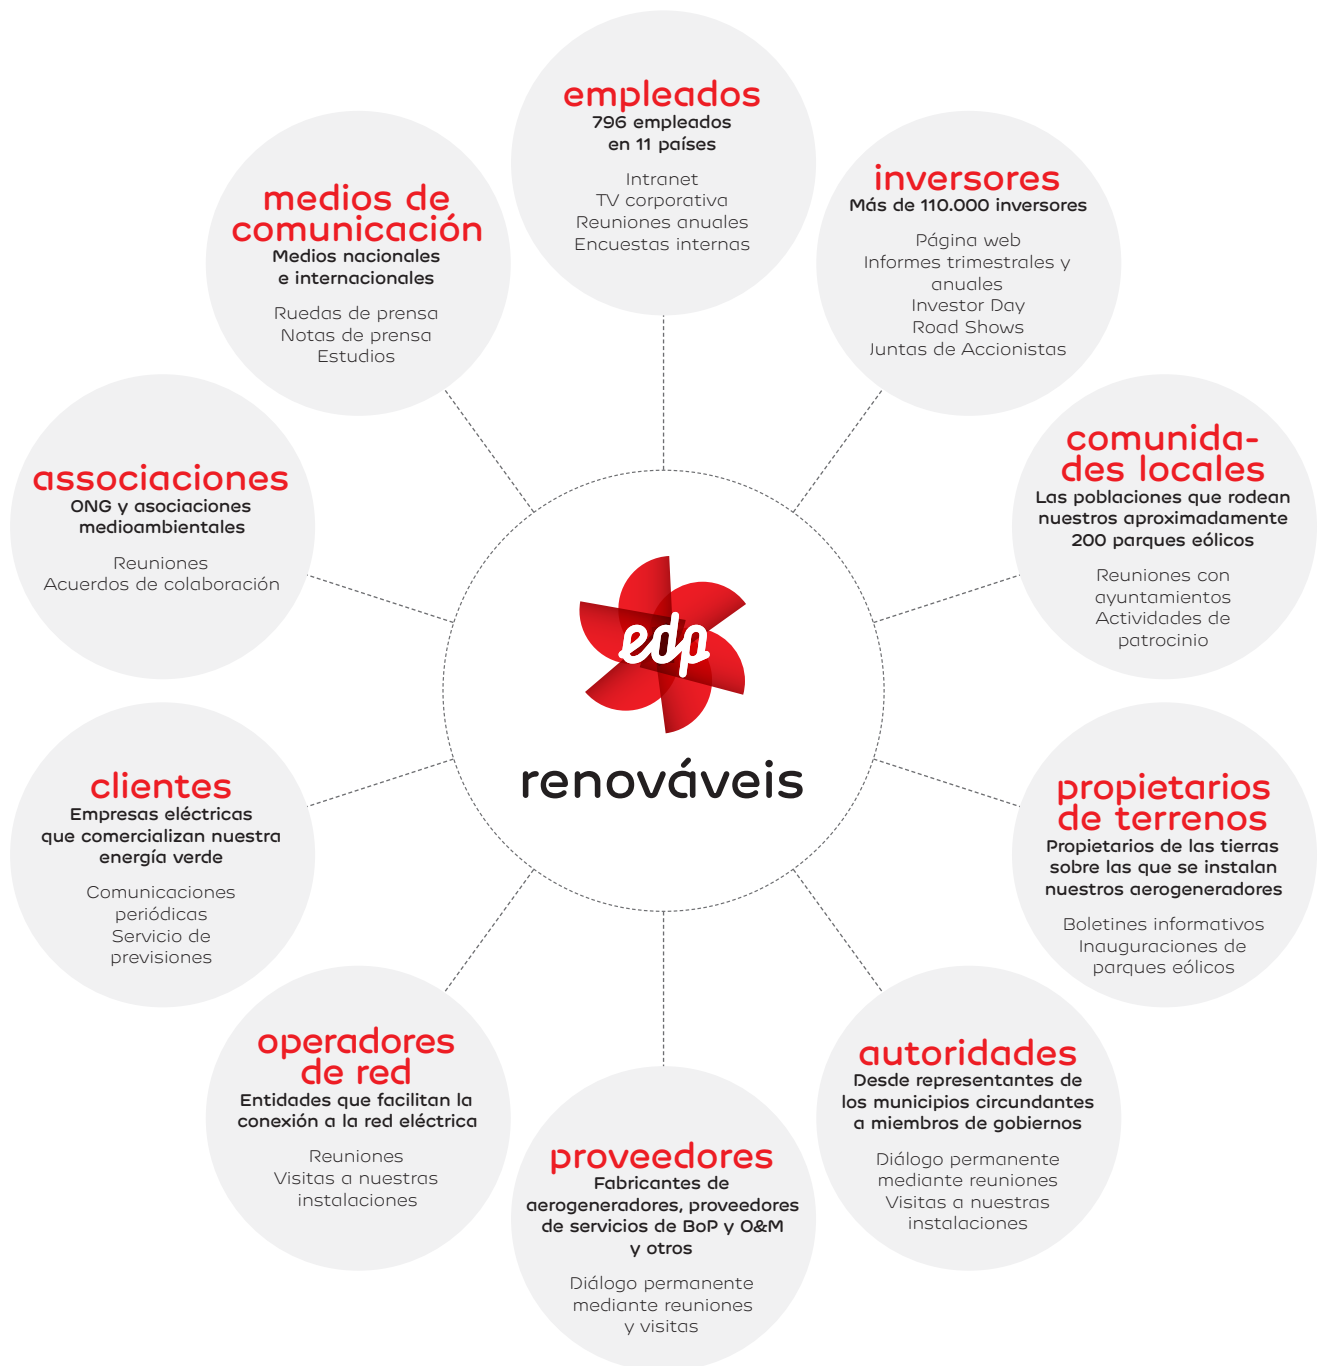 empleados
796 empleados
en 11 países
Intranet
TV corporativa
Reuniones anuales
Encuestas internas
inversores
Más de 110.000 inversores
Página web
Informes trimestrales y
anuales
Investor Day
Road Shows
Juntas de Accionistas
comunida-
des locales
Las poblaciones que rodean
nuestros aproximadamente
200 parques eólicos
Reuniones con
ayuntamientos
Actividades de
patrocinio
propietarios
de terrenos
Propietarios de las tierras
sobre las que se instalan
nuestros aerogeneradores
Boletines informativos
Inauguraciones de
parques eólicos
autoridades
Desde representantes de
los municipios circundantes
a miembros de gobiernos
Diálogo permanente
mediante reuniones
Visitas a nuestras
instalaciones
proveedores
Fabricantes de
aerogeneradores, proveedores
de servicios de BoP y O&M
y otros
Diálogo permanente
mediante reuniones
y visitas
operadores
de red
Entidades que facilitan la
conexión a la red eléctrica
Reuniones
Visitas a nuestras
instalaciones
clientes
Empresas eléctricas
que comercializan nuestra
energía verde
Comunicaciones
periódicas
Servicio de
previsiones
associaciones
ONG y asociaciones
medioambientales
Reuniones
Acuerdos de colaboración
medios de
comunicación
Medios nacionales
e internacionales
Ruedas de prensa
Notas de prensa
Estudios
edp
renováveis